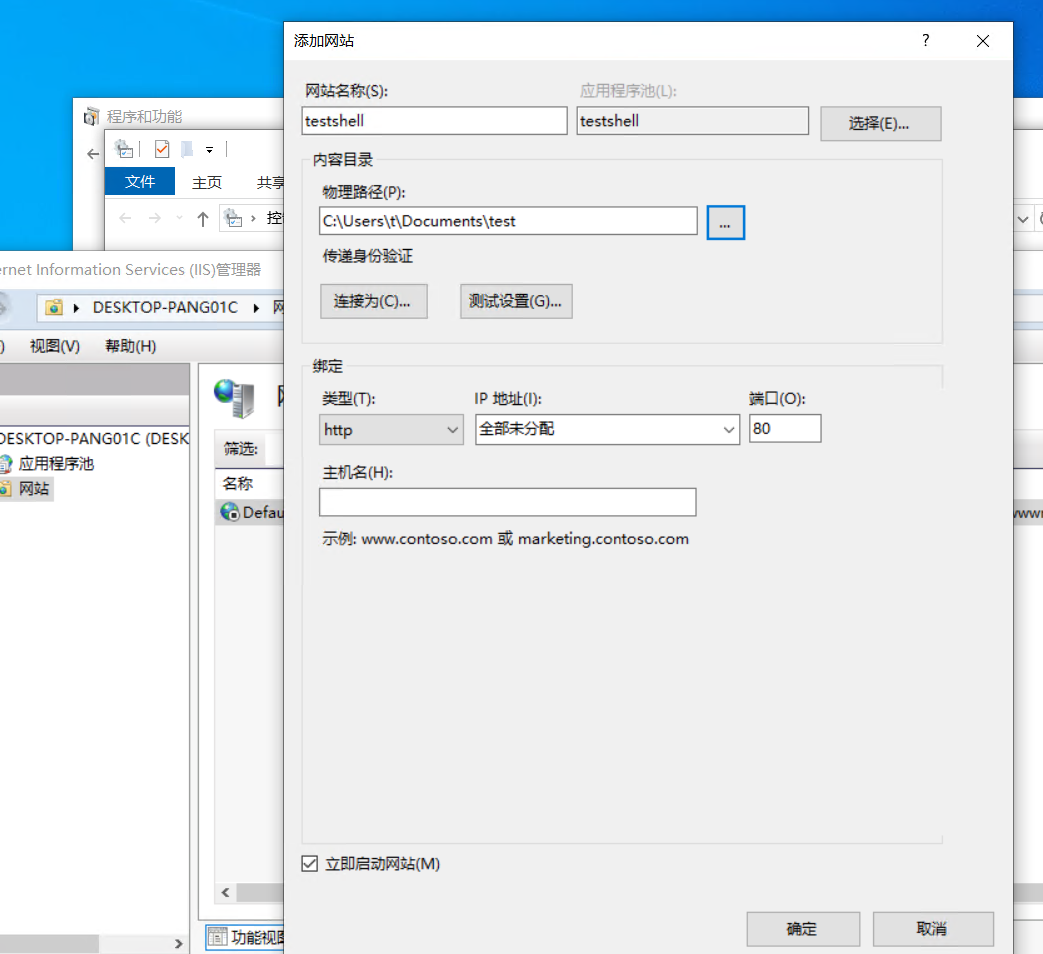 添加网站
?
网站名称(S):
应用程序池(L):
testshell
testshell
选择(E)...
内容目录
物理路径(P):
C:\Users\t\Documents\test
...
传递身份验证
连接为(C)...
测试设置(G)...
绑定
类型(T):
IP 地址(I):
端口(O):
http
全部未分配
80
主机名(H):
示例: www.contoso.com 或 marketing.contoso.com
立即启动网站(M)
确定
取消
程序和功能
文件
主页
共享
控
ernet Information Services (IIS)管理器
DESKTOP-PANG01C
)
视图(V)
帮助(H)
DESKTOP-PANG01C (DESK
应用程序池
网站
筛选:
名称
Defau
功能视图